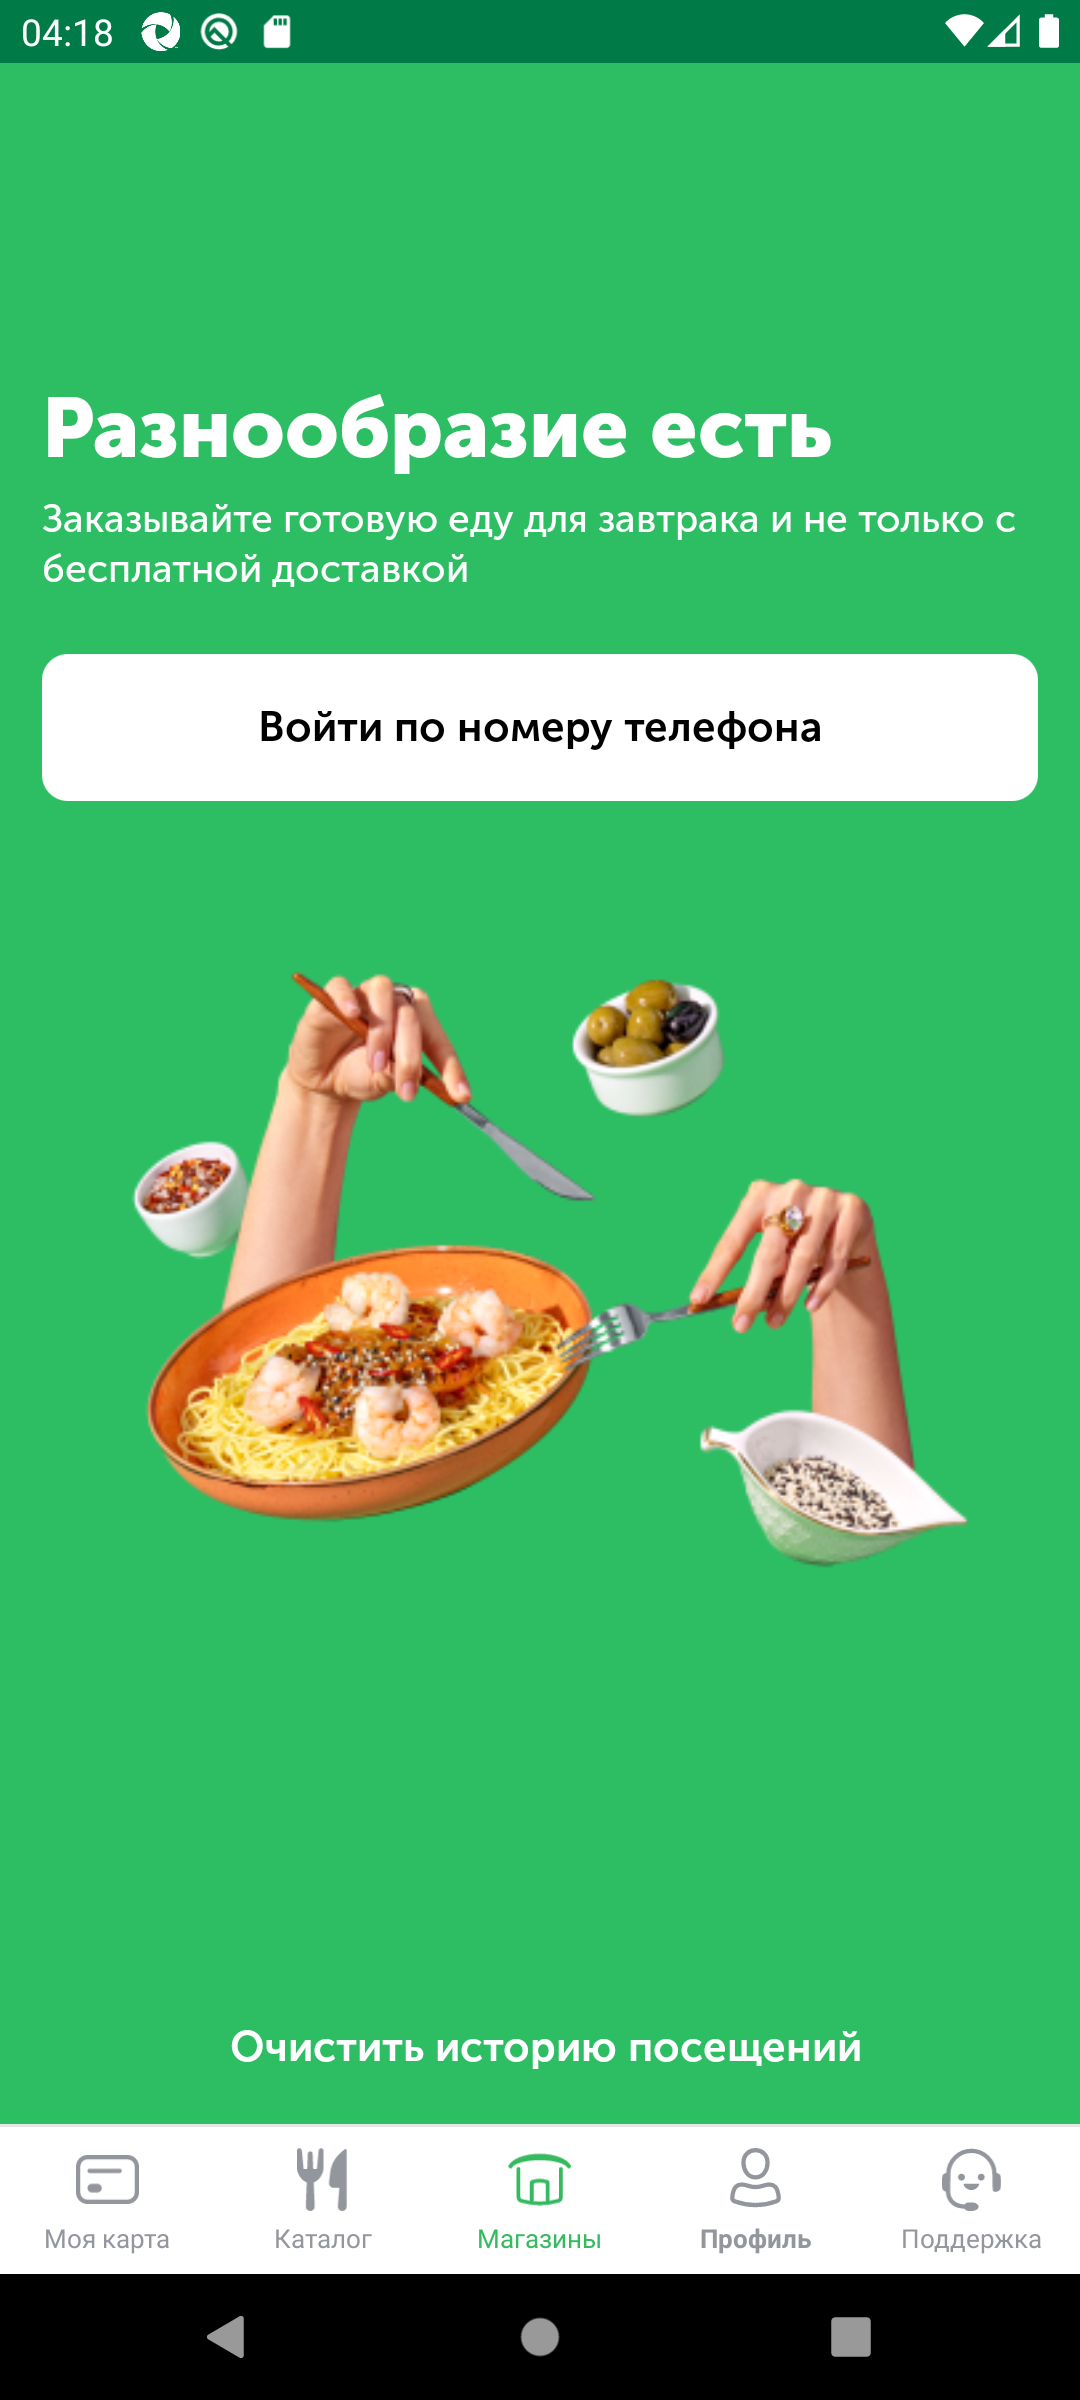 04:18
Разнообразие есть
Заказывайте готовую еду для завтрака и не только с
бесплатной доставкой
Войти по номеру телефона
Очистить историю посещений
Моя карта
Каталог
Магазины
Профиль
Поддержка